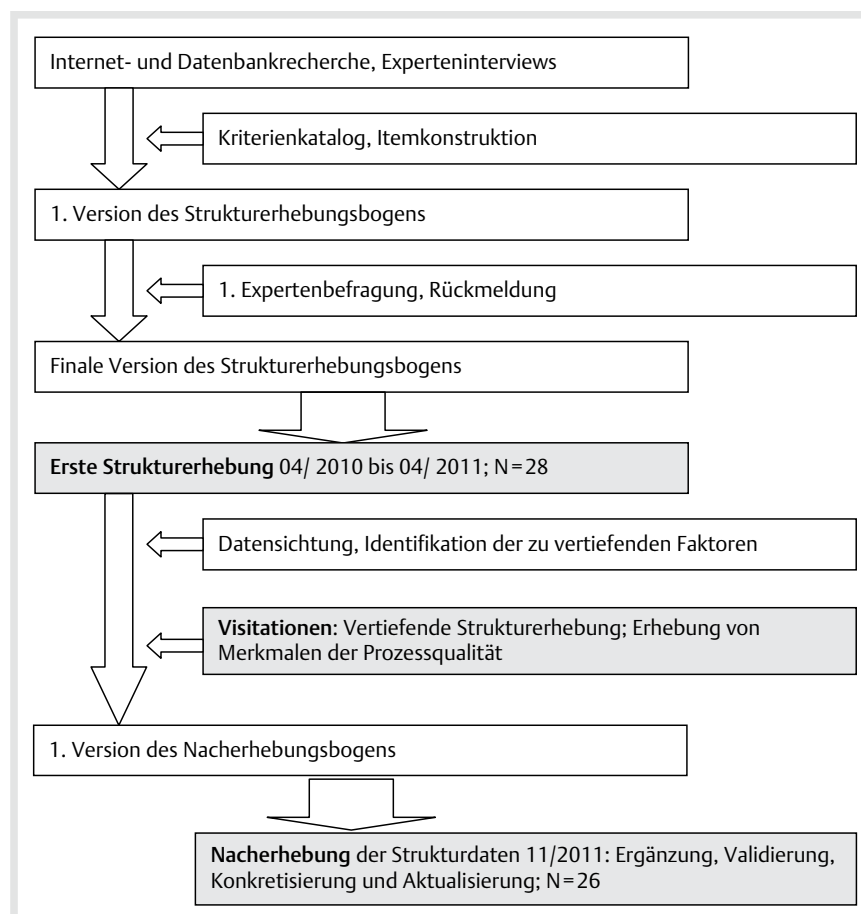 Internet- und Datenbankrecherche, Experteninterviews
Kriterienkatalog, Itemkonstruktion
1. Version des Strukturerhebungsbogens
1. Expertenbefragung, Rückmeldung
Finale Version des Strukturerhebungsbogens
Erste Strukturerhebung 04/ 2010 bis 04/ 2011; N=28
Datensichtung, Identifikation der zu vertiefenden Faktoren
Visitationen: Vertiefende Strukturerhebung; Erhebung von
Merkmalen der Prozessqualität
1. Version des Nacherhebungsbogens
Nacherhebung der Strukturdaten 11/2011: Ergänzung, Validierung,
Konkretisierung und Aktualisierung; N=26